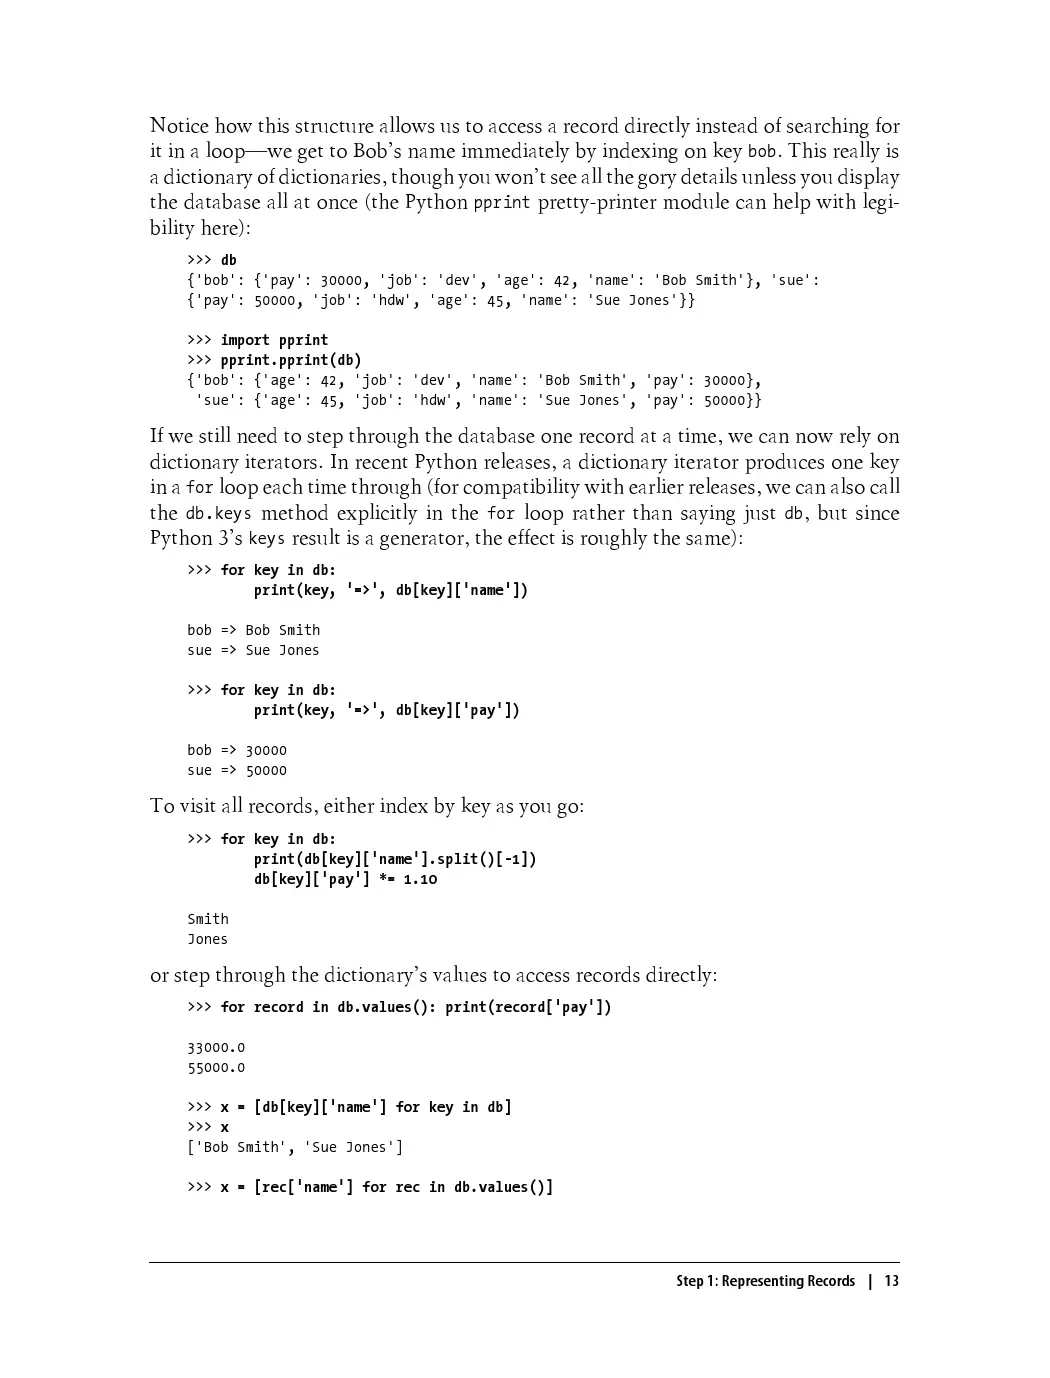 Notice how this structure allows us to access a record directly instead of searching for
it in a loop—we get to Bob’s name immediately by indexing on key bob. This really is
a dictionary of dictionaries, though you won’t see all the gory details unless you display
the database all at once (the Python pprint pretty-printer module can help with legi-
bility here):
>>> db
{'bob': {'pay': 30000, 'job': 'dev', 'age': 42, 'name': 'Bob Smith'}, 'sue':
{'pay': 50000, 'job': 'hdw', 'age': 45, 'name': 'Sue Jones'}}
>>> import pprint
>>> pprint.pprint(db)
{'bob': {'age': 42, 'job': 'dev', 'name': 'Bob Smith', 'pay': 30000},
 'sue': {'age': 45, 'job': 'hdw', 'name': 'Sue Jones', 'pay': 50000}}
If we still need to step through the database one record at a time, we can now rely on
dictionary iterators. In recent Python releases, a dictionary iterator produces one key
in a for loop each time through (for compatibility with earlier releases, we can also call
the db.keys method explicitly in the for loop rather than saying just db, but since
Python 3’s keys result is a generator, the effect is roughly the same):
>>> for key in db:
        print(key, '=>', db[key]['name'])
bob => Bob Smith
sue => Sue Jones
>>> for key in db:
        print(key, '=>', db[key]['pay'])
bob => 30000
sue => 50000
To visit all records, either index by key as you go:
>>> for key in db:
        print(db[key]['name'].split()[-1])
        db[key]['pay'] *= 1.10
Smith
Jones
or step through the dictionary’s values to access records directly:
>>> for record in db.values(): print(record['pay'])
33000.0
55000.0
>>> x = [db[key]['name'] for key in db]
>>> x
['Bob Smith', 'Sue Jones']
>>> x = [rec['name'] for rec in db.values()]
Step 1: Representing Records | 13